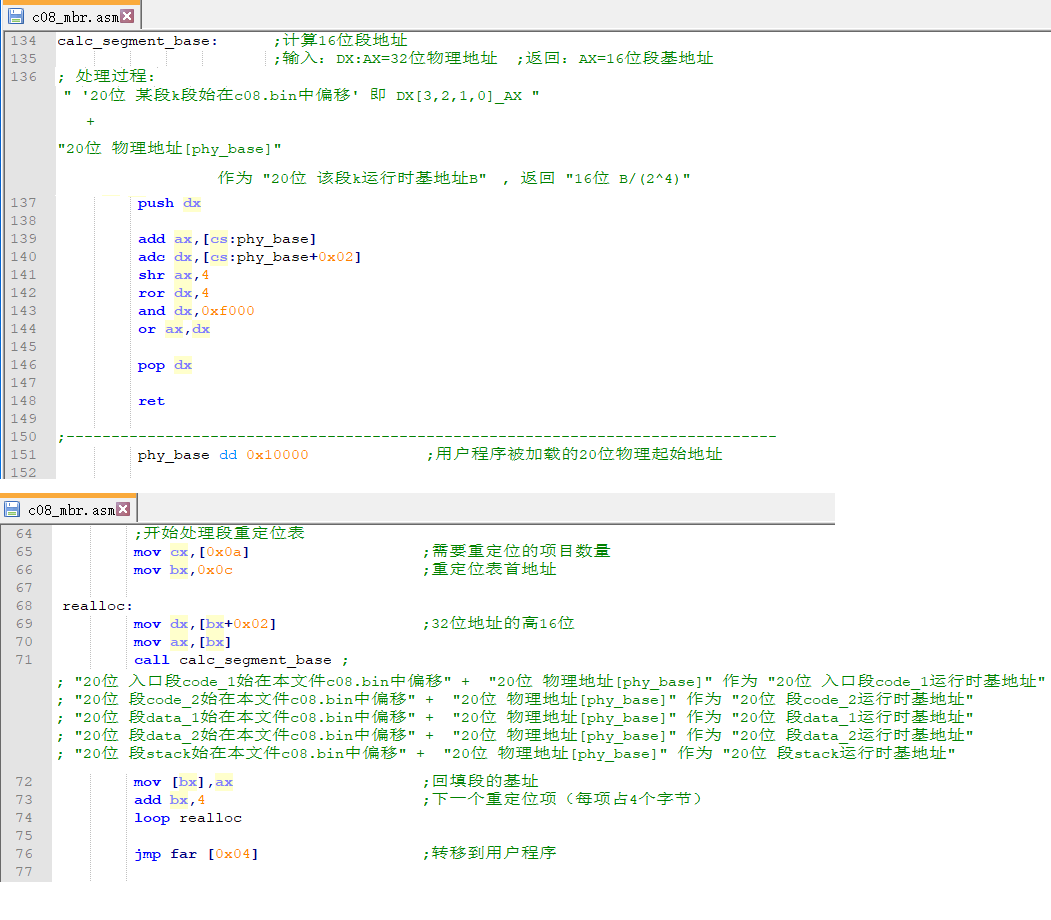 c08_mbr.asm
134 calc_segment_base: ;计算16位段地址
135 ;输入: DX:AX=32位物理地址 ;返回: AX=16位段基地址
136 ; 处理过程:
" '20位 某段k段始在c08.bin中偏移' 即 DX[3,2,1,0]_AX "
+
"20位 物理地址[phy_base]"
作为 "20位 该段k运行时基地址B" , 返回 "16位 B/(2^4)"
137 push dx
138
139 add ax,[cs:phy_base]
140 adc dx,[cs:phy_base+0x02]
141 shr ax,4
142 ror dx,4
143 and dx,0xf000
144 or ax,dx
145
146 pop dx
147
148 ret
149
150 ;-------------------------------------------------------------------------------
151 phy_base dd 0x10000 ;用户程序被加载的20位物理起始地址
152
c08_mbr.asm
64 ;开始处理段重定位表
65 mov cx,[0x0a] ;需要重定位的项目数量
66 mov bx,0x0c ;重定位表首地址
67
68 realloc:
69 mov dx,[bx+0x02] ;32位地址的高16位
70 mov ax,[bx]
71 call calc_segment_base ;
; "20位 入口段code_1始在本文件c08.bin中偏移" + "20位 物理地址[phy_base]" 作为 "20位 入口段code_1运行时基地址"
; "20位 段code_2始在本文件c08.bin中偏移" + "20位 物理地址[phy_base]" 作为 "20位 段code_2运行时基地址"
; "20位 段data_1始在本文件c08.bin中偏移" + "20位 物理地址[phy_base]" 作为 "20位 段data_1运行时基地址"
; "20位 段data_2始在本文件c08.bin中偏移" + "20位 物理地址[phy_base]" 作为 "20位 段data_2运行时基地址"
; "20位 段stack始在本文件c08.bin中偏移" + "20位 物理地址[phy_base]" 作为 "20位 段stack运行时基地址"
72 mov [bx],ax ;回填段的基址
73 add bx,4 ;下一个重定位项（每项占4个字节）
74 loop realloc
75
76 jmp far [0x04] ;转移到用户程序
77